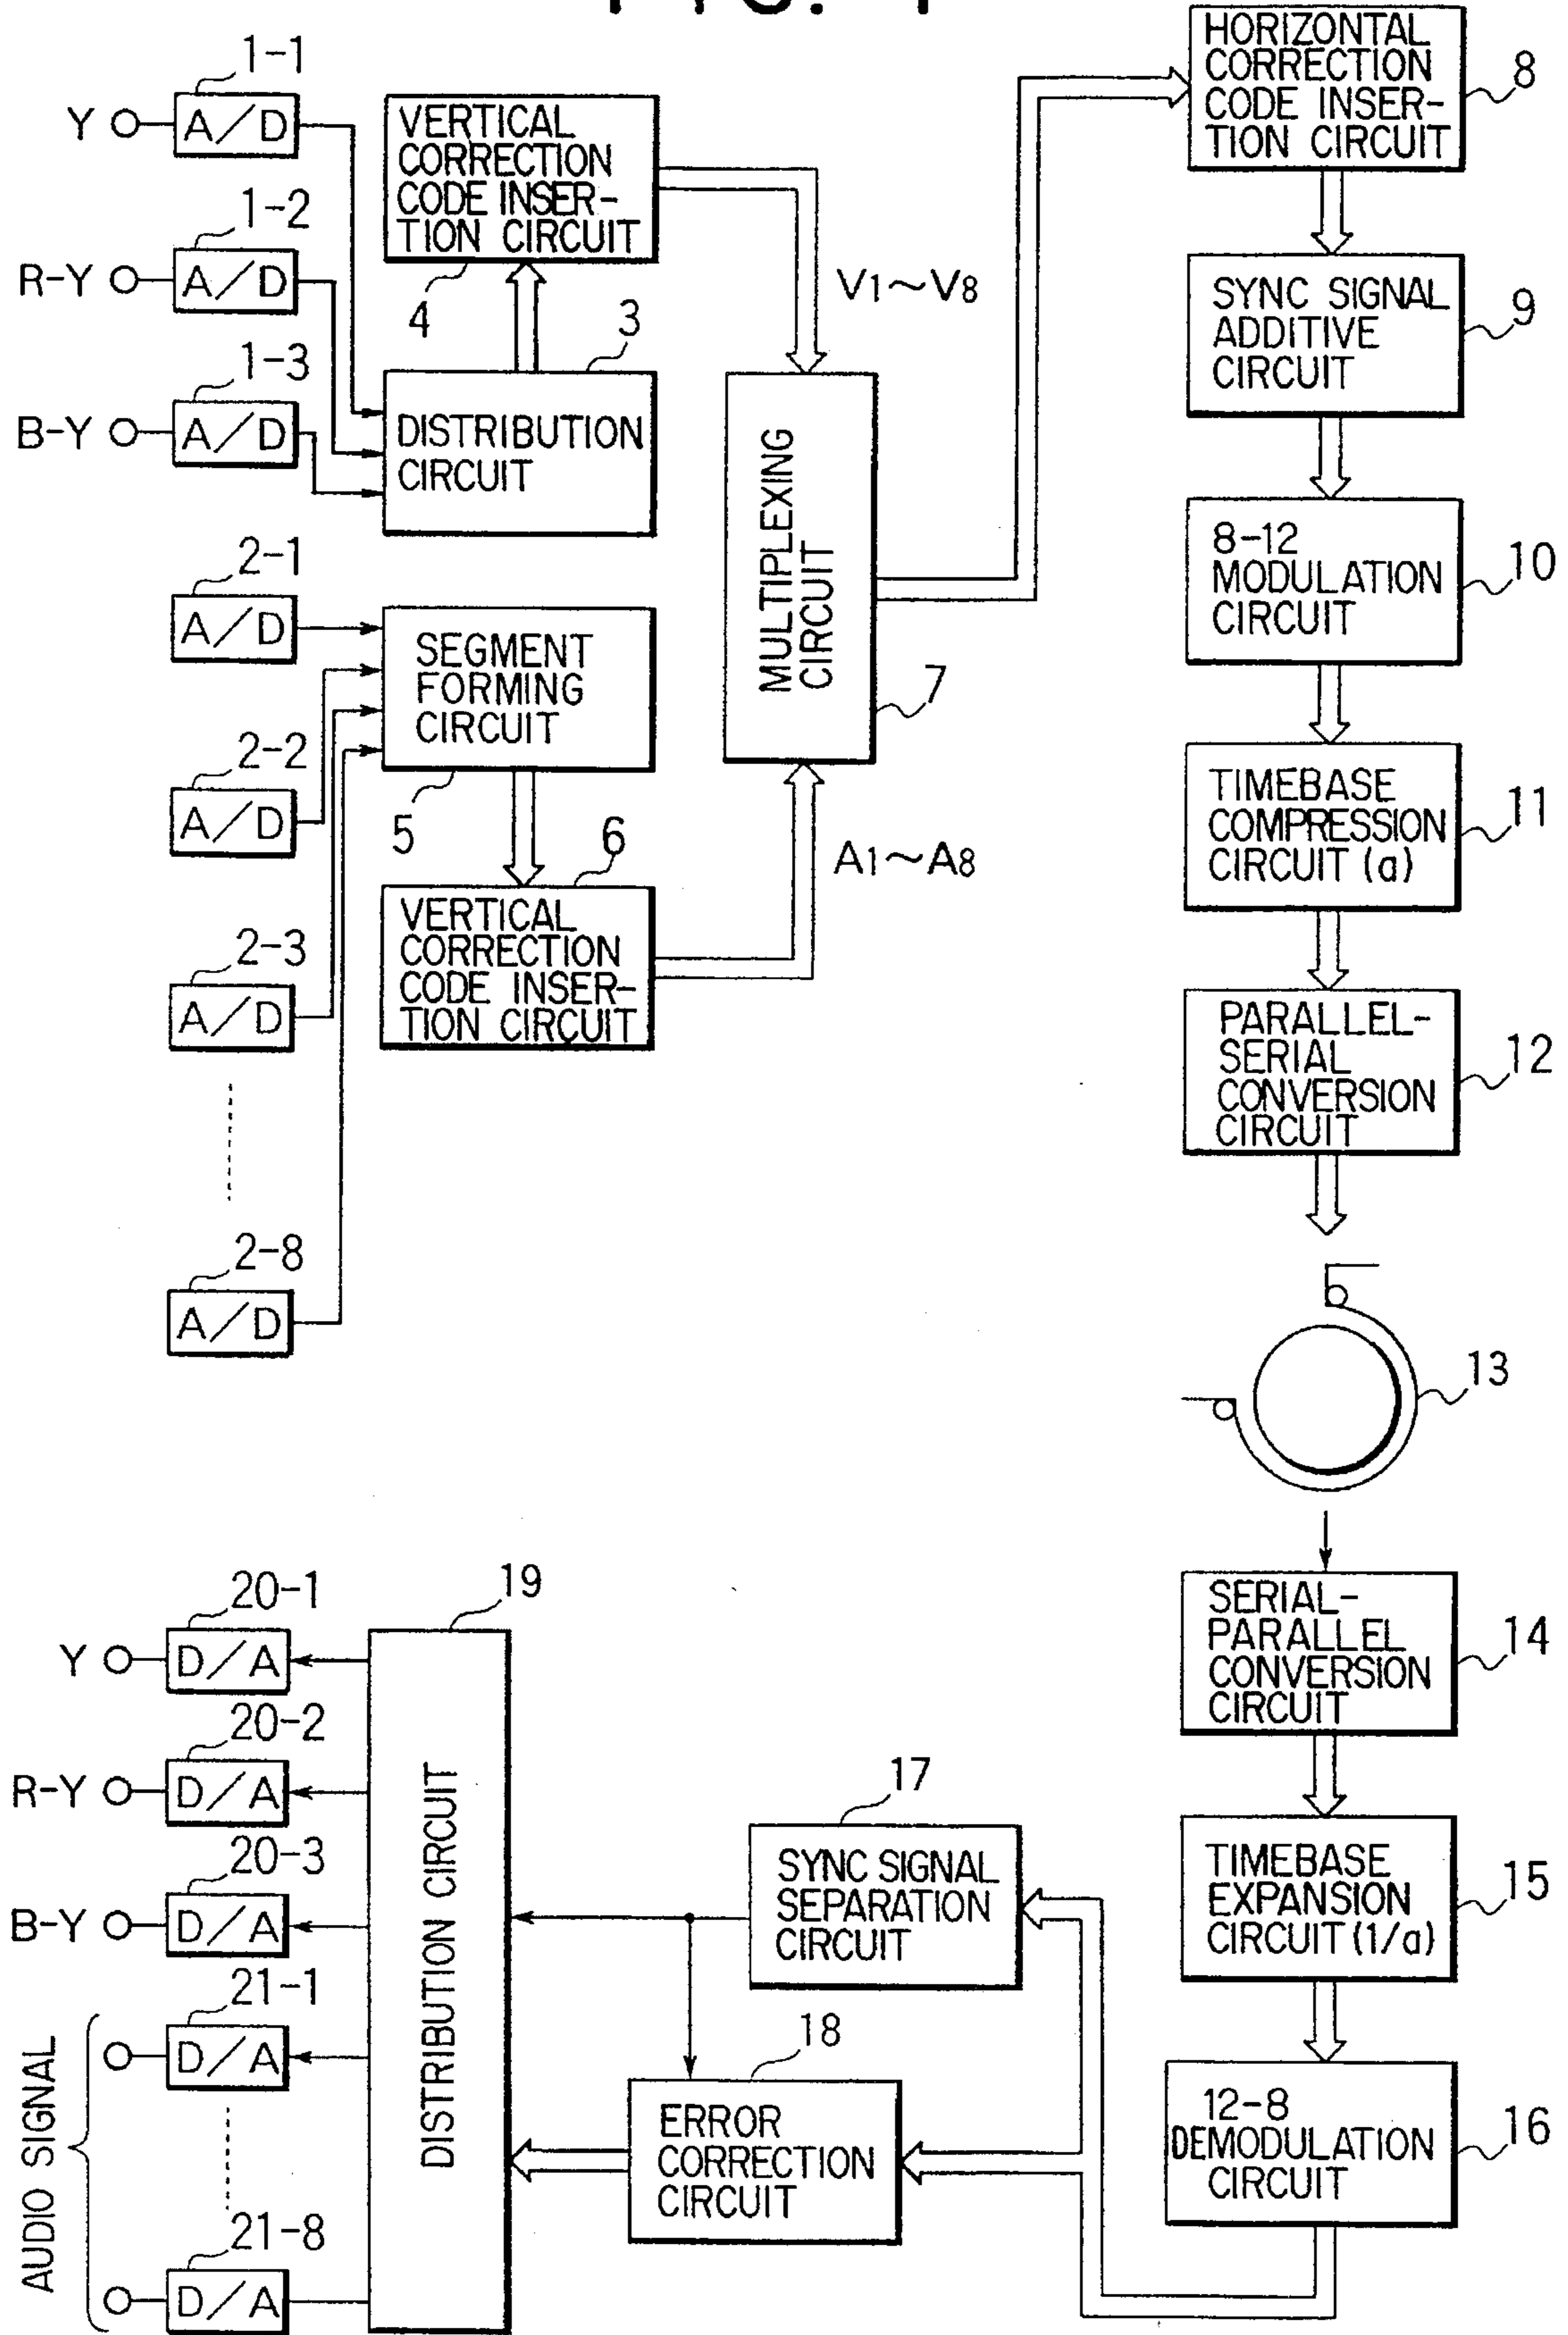 FIG. 1
1-1
Y
A/D
1-2
R-Y
A/D
1-3
B-Y
A/D
VERTICAL
CORRECTION
CODE INSER-
TION CIRCUIT
4
3
DISTRIBUTION
CIRCUIT
V1~V8
2-1
A/D
2-2
A/D
2-3
A/D
2-8
A/D
SEGMENT
FORMING
CIRCUIT
5
6
VERTICAL
CORRECTION
CODE INSER-
TION CIRCUIT
A1~A8
MULTIPLEXING
CIRCUIT
7
HORIZONTAL
CORRECTION
CODE INSER-
TION CIRCUIT
8
SYNC SIGNAL
ADDITIVE
CIRCUIT
9
8-12
MODULATION
CIRCUIT
10
TIMEBASE
COMPRESSION
CIRCUIT (a)
11
PARALLEL-
SERIAL
CONVERSION
CIRCUIT
12
13
SERIAL-
PARALLEL
CONVERSION
CIRCUIT
14
TIMEBASE
EXPANSION
CIRCUIT (1/a)
15
12-8
DEMODULATION
CIRCUIT
16
17
SYNC SIGNAL
SEPARATION
CIRCUIT
18
ERROR
CORRECTION
CIRCUIT
19
DISTRIBUTION CIRCUIT
20-1
Y
D/A
20-2
R-Y
D/A
20-3
B-Y
D/A
21-1
D/A
21-8
D/A
AUDIO SIGNAL